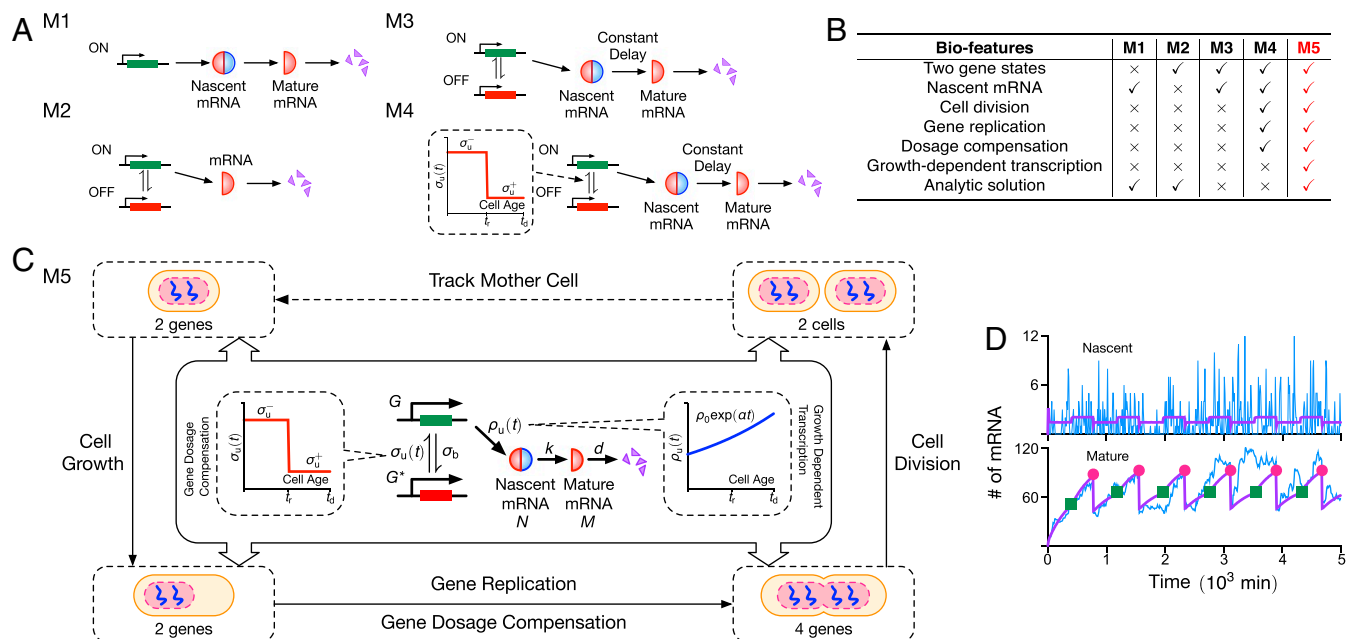 A
M1
ON
Nascent
mRNA
Mature
mRNA
M2
ON
OFF
mRNA
M3
ON
OFF
Constant
Delay
Nascent
mRNA
Mature
mRNA
M4
σu(t)
σu−
σu+
Cell Age
tr
td
ON
OFF
Constant
Delay
Nascent
mRNA
Mature
mRNA
B
Bio-features M1 M2 M3 M4 M5
Two gene states × ✓ ✓ ✓ ✓
Nascent mRNA ✓ × ✓ ✓ ✓
Cell division × × × ✓ ✓
Gene replication × × × ✓ ✓
Dosage compensation × × × ✓ ✓
Growth-dependent transcription × × × × ✓
Analytic solution ✓ ✓ × × ✓
C
M5
2 genes
Track Mother Cell
2 cells
Cell
Growth
Gene Dosage
Compensation
σu(t)
σu−
σu+
Cell Age
tr
td
G
G*
σu(t)
σb
ρu(t)
k
d
Nascent
mRNA
N
Mature
mRNA
M
ρu(t)
ρ0exp(αt)
Cell Age
tr
td
Growth Dependent
Transcription
Cell
Division
2 genes
Gene Replication
Gene Dosage Compensation
4 genes
D
# of mRNA
12
6
0
Nascent
120
60
Mature
0 1 2 3 4 5
Time (10³ min)